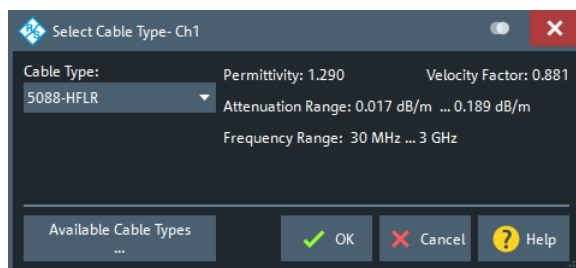 Select Cable Type- Ch1
Cable Type:
5088-HFLR
Permittivity: 1.290 Velocity Factor: 0.881
Attenuation Range: 0.017 dB/m ... 0.189 dB/m
Frequency Range: 30 MHz ... 3 GHz
Available Cable Types
...
OK
Cancel
? Help